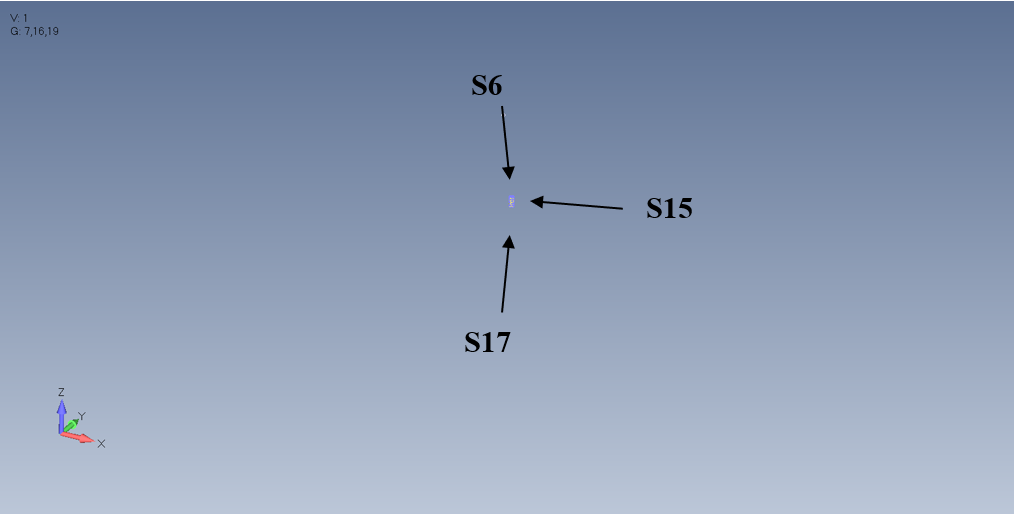 V: 1
G: 7,16,19
S6
S15
S17
Z
Y
X